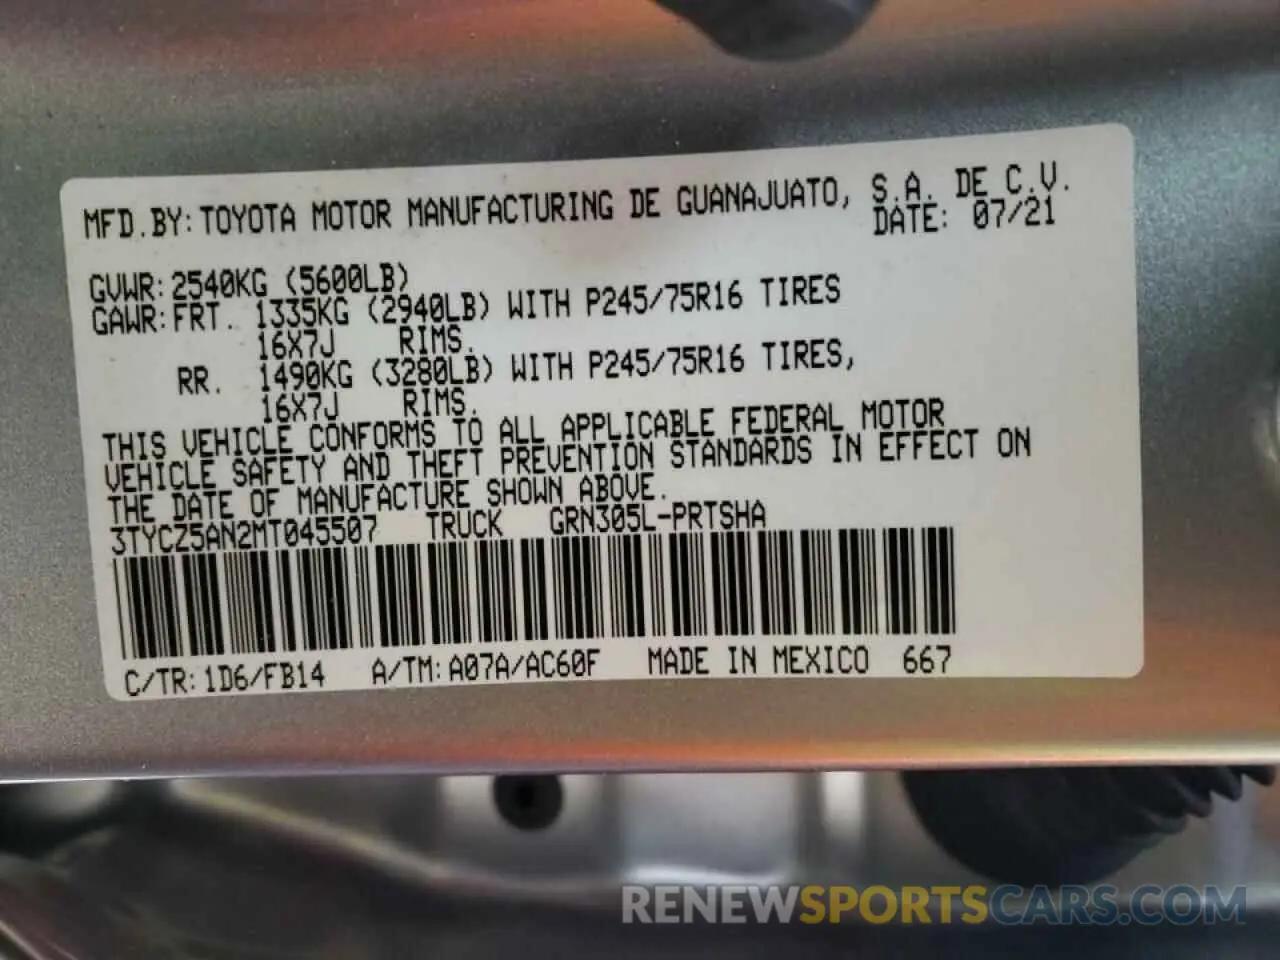 MFD.BY:TOYOTA MOTOR MANUFACTURING DE GUANAJUATO, S.A. DE C.V.
DATE: 07/21
GVWR:2540KG (5600LB)
GAWR:FRT. 1335KG (2940LB) WITH P245/75R16 TIRES
16X7J RIMS.
RR. 1490KG (3280LB) WITH P245/75R16 TIRES,
16X7J RIMS.
THIS VEHICLE CONFORMS TO ALL APPLICABLE FEDERAL MOTOR
VEHICLE SAFETY AND THEFT PREVENTION STANDARDS IN EFFECT ON
THE DATE OF MANUFACTURE SHOWN ABOVE.
3TYCZ5AN2MT045507 TRUCK GRN305L-PRTSHA
C/TR:1D6/FB14 A/TM:A07A/AC60F MADE IN MEXICO 667
RENEWSPORTSCARS.COM